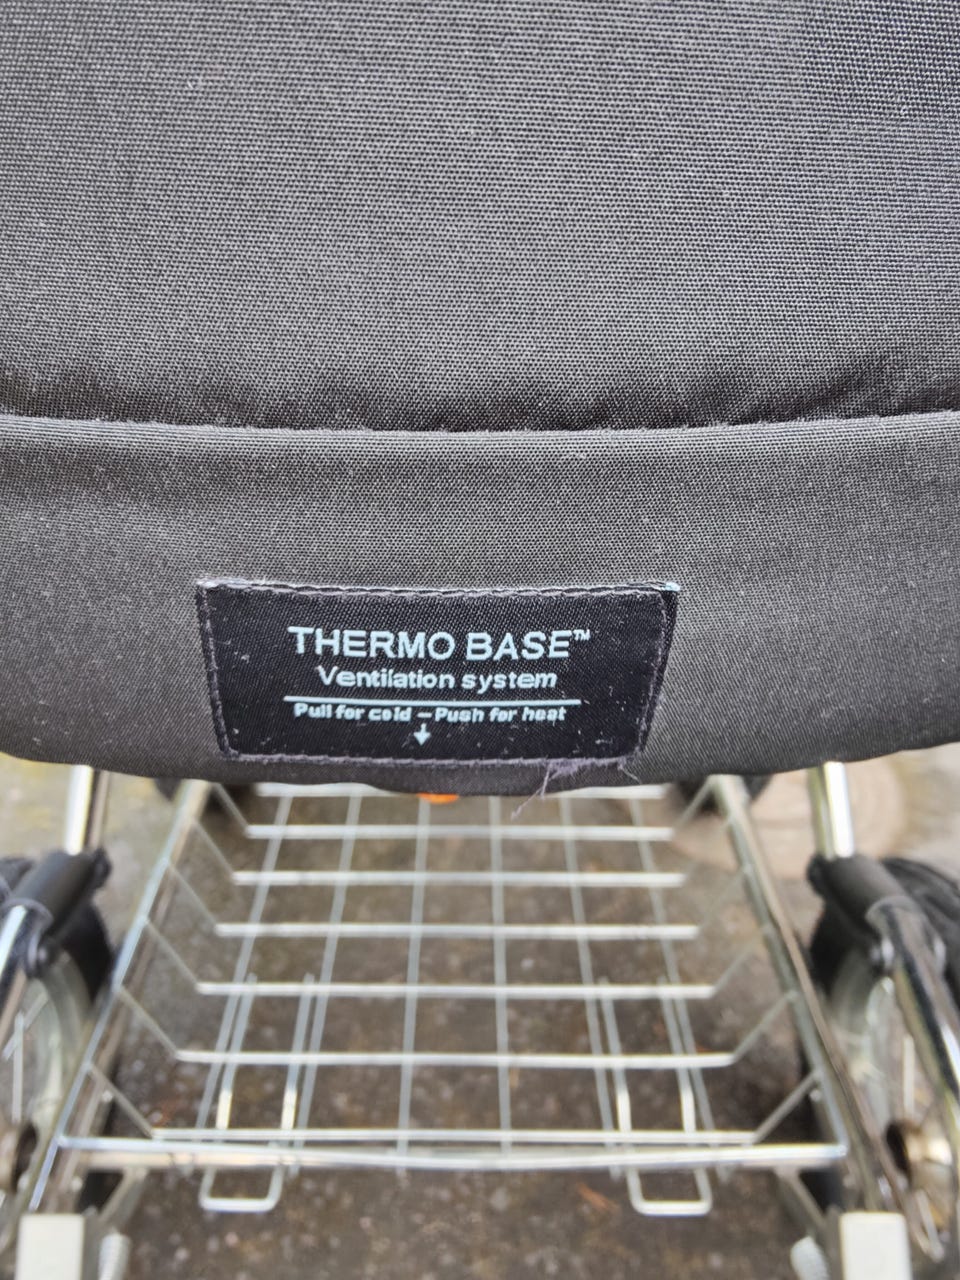 THERMO BASE™
Ventilation system
Pull for cold – Push for heat